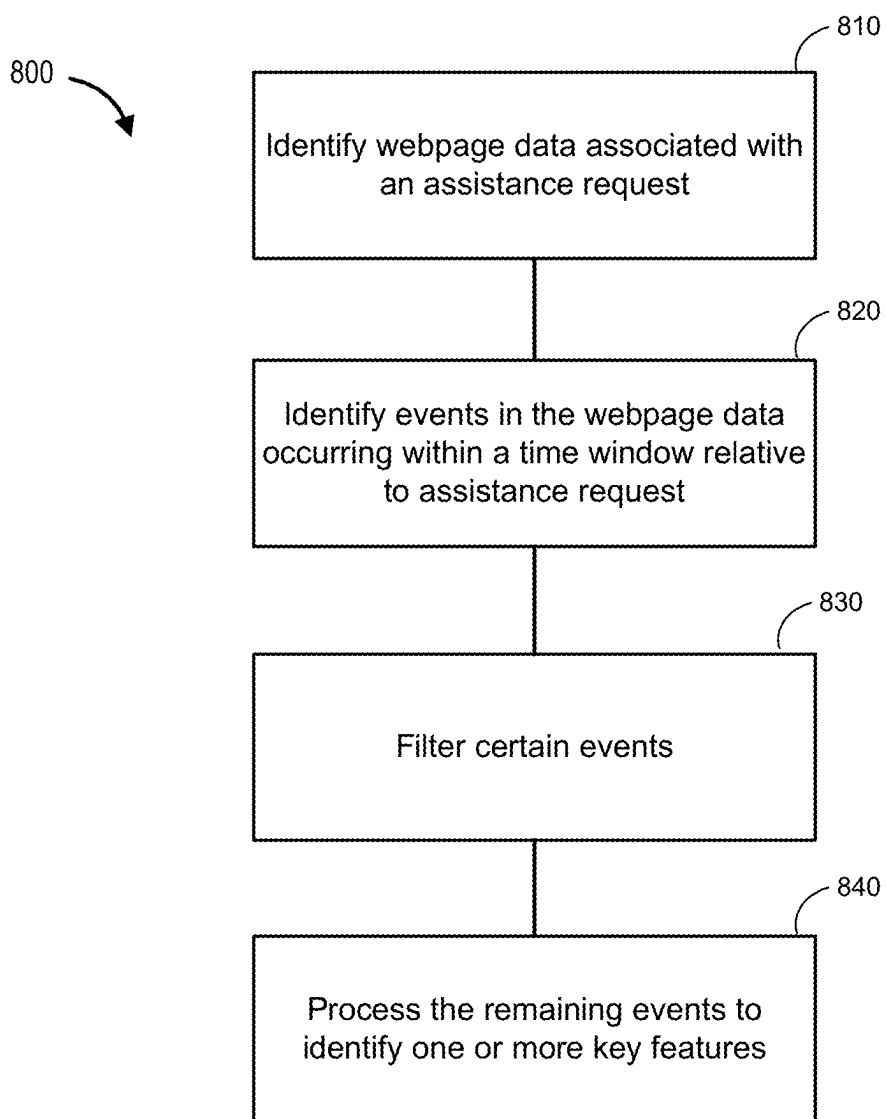 810
800
Identify webpage data associated with
an assistance request
820
Identify events in the webpage data
occurring within a time window relative
to assistance request
830
Filter certain events
840
Process the remaining events to
identify one or more key features